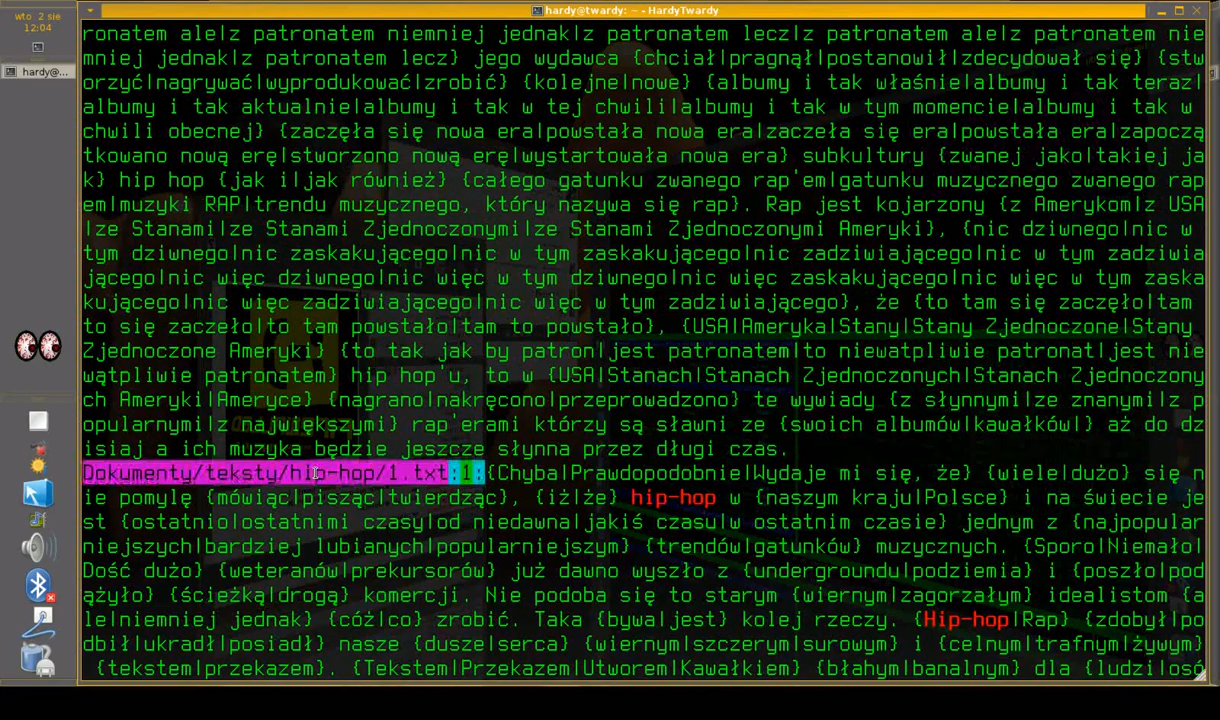 wto 2 sie
12:04
hardy@...
hardy@twardy: ~ - HardyTwardy
ronatem ale|z patronatem niemniej jednak|z patronatem lecz|z patronatem ale|z patronatem nie
mniej jednak|z patronatem lecz} jego wydawca {chciał|pragnął|postanowił|zdecydował się} {stw
orzyć|nagrywać|wyprodukować|zrobić} {kolejne|nowe} {albumy i tak właśnie|albumy i tak teraz|
albumy i tak aktualnie|albumy i tak w tej chwili|albumy i tak w tym momencie|albumy i tak w
chwili obecnej} {zaczęła się nowa era|powstała nowa era|zaczeła się era|powstała era|zapoczą
tkowano nową erę|stworzono nową erę|wystartowała nowa era} subkultury {zwanej jako|takiej ja
k} hip hop {jak i|jak również} {całego gatunku zwanego rap'em|gatunku muzycznego zwanego rap
em|muzyki RAP|trendu muzycznego, który nazywa się rap}. Rap jest kojarzony {z Ameryką|z USA
|ze Stanami|ze Stanami Zjednoczonymi|ze Stanami Zjednoczonymi Ameryki}, {nic dziwnego|nic w
tym dziwnego|nic zaskakującego|nic w tym zaskakującego|nic zadziwiającego|nic w tym zadziwia
jącego|nic więc dziwnego|nic więc w tym dziwnego|nic więc zaskakującego|nic więc w tym zaska
kującego|nic więc zadziwiającego|nic więc w tym zadziwiającego}, że {to tam się zaczęło|tam
to się zaczęło|to tam powstało|tam to powstało}, {USA|Ameryka|Stany|Stany Zjednoczone|Stany
Zjednoczone Ameryki} {to tak jak by patron|jest patronatem|to niewątpliwie patronat|jest nie
wątpliwie patronatem} hip hop'u, to w {USA|Stanach|Stanach Zjednoczonych|Stanach Zjednoczony
ch Ameryki|Ameryce} {nagrano|nakręcono|przeprowadzono} te wywiady {z słynnymi|z znanymi|z p
opularnymi|z największymi} rap'erami którzy są sławni ze {swoich albumów|kawałków|} aż do dz
isiaj a ich muzyka będzie jeszcze słynna przez długi czas.
Dokumenty/teksty/hip-hop/1.txt:1:{Chyba|Prawdopodobnie|Wydaje mi się, że} {wiele|dużo} się n
ie pomylę {mówiąc|pisząc|twierdząc}, {iż|że} hip-hop w {naszym kraju|Polsce} i na świecie je
st {ostatnio|ostatnimi czasy|od niedawna|jakiś czasu|w ostatnim czasie} jednym z {najpopular
niejszych|bardziej lubianych|popularniejszym} {trendów|gatunków} muzycznych. {Sporo|Niemało|
Dość dużo} {weteranów|prekursorów} już dawno wyszło z {undergroundu|podziemia} i {poszło|pod
ążyło} {ścieżką|drogą} komercji. Nie podoba się to starym {wiernym|zagorzałym} idealistom {a
le|niemniej jednak} {cóż|co} zrobić. Taka {bywa|jest} kolej rzeczy. {Hip-hop|Rap} {zdobył|po
dbił|ukradł|posiadł} nasze {dusze|serca} {wiernym|szczerym|surowym} i {celnym|trafnym|żywym}
{tekstem|przekazem}. {Tekstem|Przekazem|Utworem|Kawałkiem} {błahym|banalnym} dla {ludzi|osó